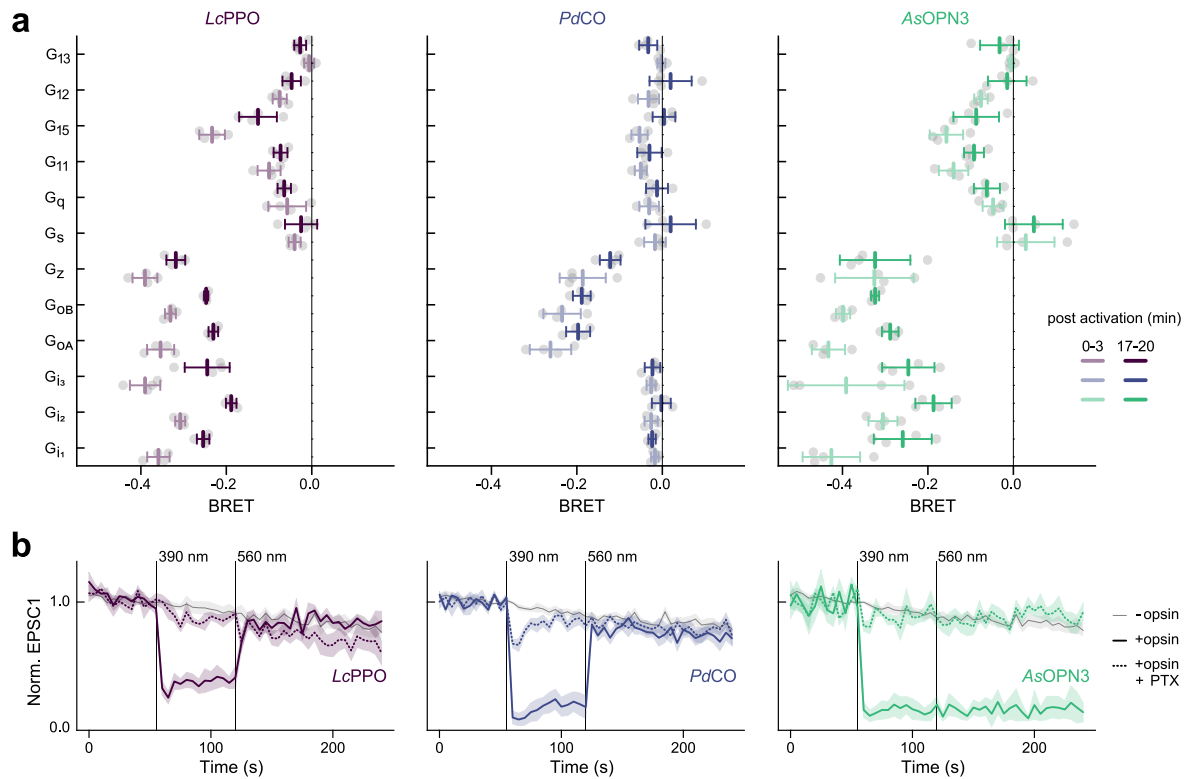 a
LcPPO
PdCO
AsOPN3
G13
G12
G15
G11
Gq
Gs
Gz
GoB
GoA
Gi3
Gi2
Gi1
-0.4 -0.2 0.0
BRET
-0.4 -0.2 0.0
BRET
-0.4 -0.2 0.0
BRET
post activation (min)
0-3 17-20
b
390 nm 560 nm
390 nm 560 nm
390 nm 560 nm
Norm. EPSC1
1.0
0.0
LcPPO
PdCO
AsOPN3
0 100 200
Time (s)
0 100 200
Time (s)
0 100 200
Time (s)
-opsin
+opsin
+opsin
+ PTX